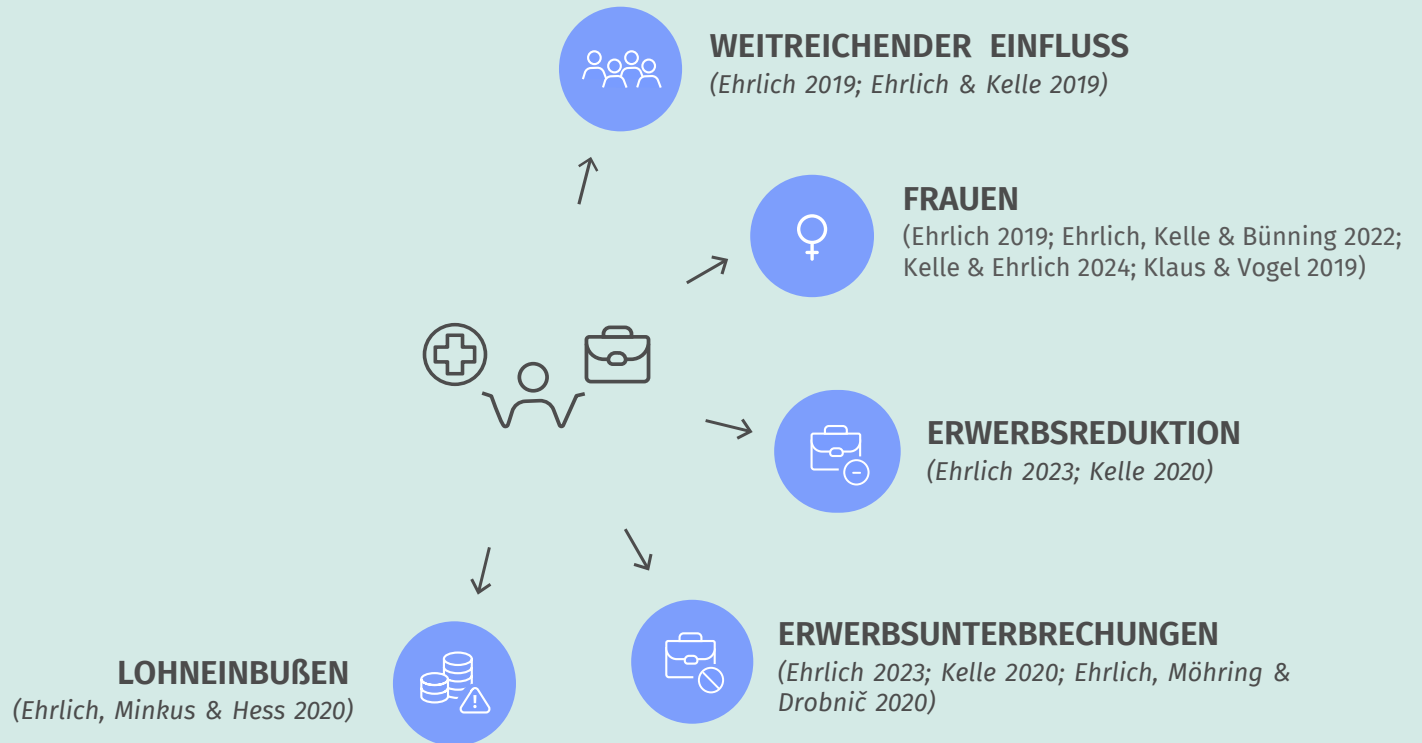 WEITREICHENDER EINFLUSS
(Ehrlich 2019; Ehrlich & Kelle 2019)
FRAUEN
(Ehrlich 2019; Ehrlich, Kelle & Bünning 2022;
Kelle & Ehrlich 2024; Klaus & Vogel 2019)
ERWERBSREDUKTION
(Ehrlich 2023; Kelle 2020)
ERWERBSUNTERBRECHUNGEN
(Ehrlich 2023; Kelle 2020; Ehrlich, Möhring &
Drobnič 2020)
LOHNEINBUßEN
(Ehrlich, Minkus & Hess 2020)